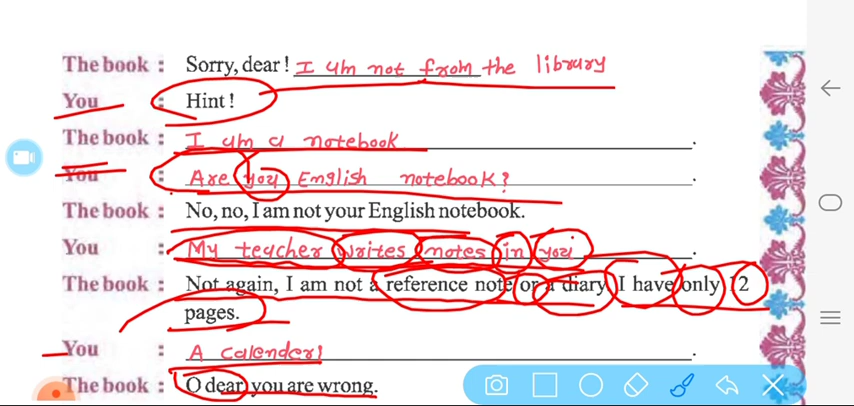 The book : Sorry, dear ! I am not from the library
You : Hint !
The book : I am a notebook .
You : Are you English notebook? .
The book : No, no, I am not your English notebook.
You : My teacher writes notes in you .
The book : Not again, I am not a reference note or a diary I have only 12
pages.
You : A calender! .
The book : O dear you are wrong.